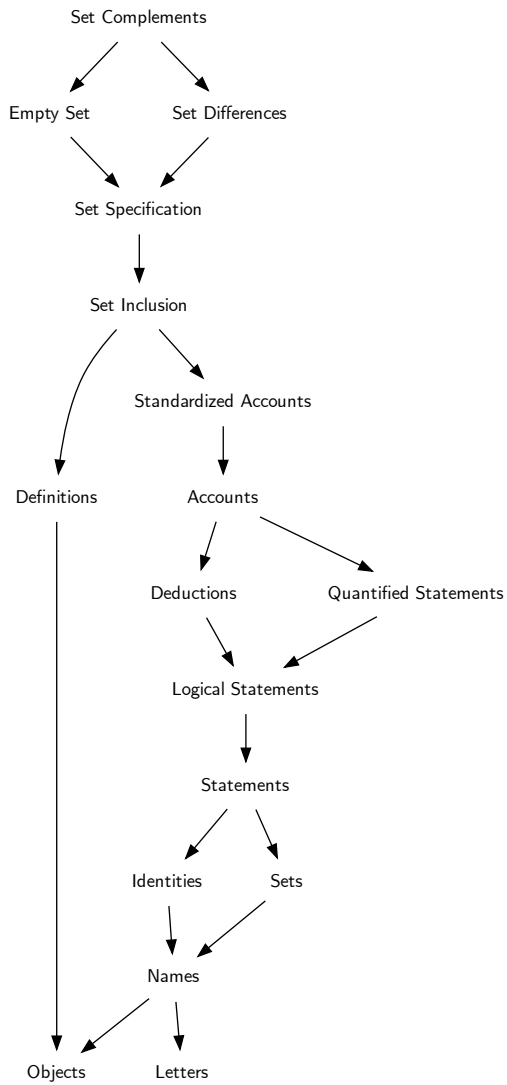 Set Complements
Empty Set
Set Differences
Set Specification
Set Inclusion
Standardized Accounts
Definitions
Accounts
Deductions
Quantified Statements
Logical Statements
Statements
Identities
Sets
Names
Objects
Letters